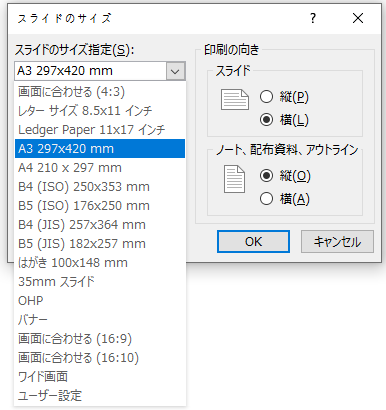 スライドのサイズ
スライドのサイズ指定(S):
A3 297x420 mm
画面に合わせる (4:3)
レター サイズ 8.5x11 インチ
Ledger Paper 11x17 インチ
A3 297x420 mm
A4 210 x 297 mm
B4 (ISO) 250x353 mm
B5 (ISO) 176x250 mm
B4 (JIS) 257x364 mm
B5 (JIS) 182x257 mm
はがき 100x148 mm
35mm スライド
OHP
バナー
画面に合わせる (16:9)
画面に合わせる (16:10)
ワイド画面
ユーザー設定
印刷の向き
スライド
縦(P)
横(L)
ノート、配布資料、アウトライン
縦(O)
横(A)
OK
キャンセル